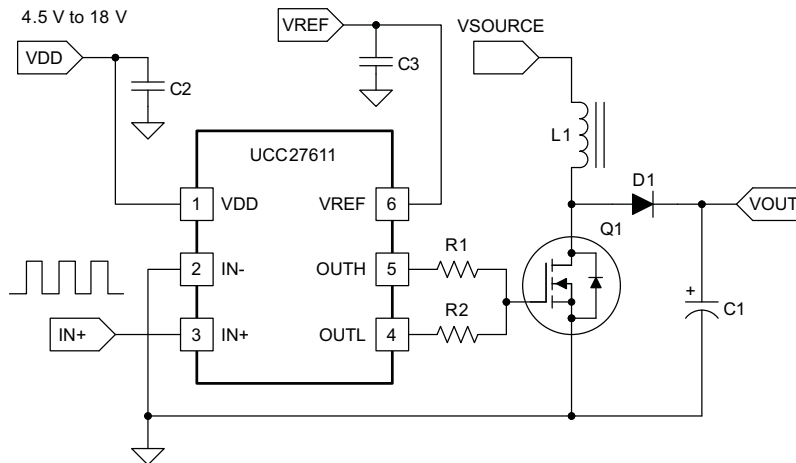 4.5 V to 18 V
VREF
VSOURCE
VDD
C2
C3
L1
UCC27611
D1
1 VDD
VREF 6
VOUT
Q1
R1
2 IN-
OUTH 5
R2
C1
+
IN+
3 IN+
OUTL 4